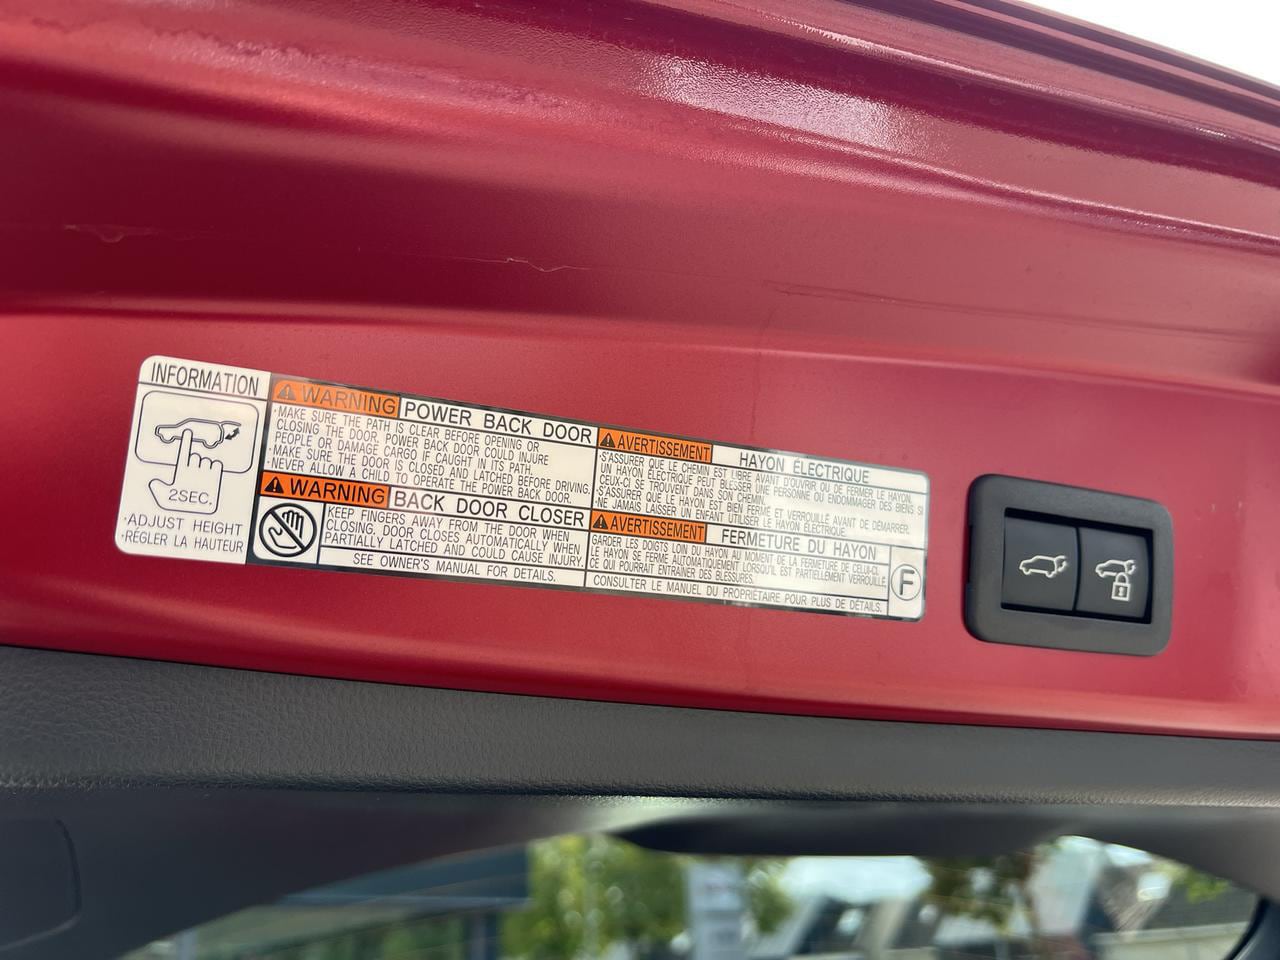 INFORMATION
2SEC.
·ADJUST HEIGHT
·RÉGLER LA HAUTEUR
WARNING POWER BACK DOOR
·MAKE SURE THE PATH IS CLEAR BEFORE OPENING OR
CLOSING THE DOOR. POWER BACK DOOR COULD INJURE
PEOPLE OR DAMAGE CARGO IF CAUGHT IN ITS PATH.
·MAKE SURE THE DOOR IS CLOSED AND LATCHED BEFORE DRIVING.
·NEVER ALLOW A CHILD TO OPERATE THE POWER BACK DOOR.
WARNING BACK DOOR CLOSER
KEEP FINGERS AWAY FROM THE DOOR WHEN
CLOSING. DOOR CLOSES AUTOMATICALLY WHEN
PARTIALLY LATCHED AND COULD CAUSE INJURY.
SEE OWNER'S MANUAL FOR DETAILS.
AVERTISSEMENT HAYON ÉLECTRIQUE
·S'ASSURER QUE LE CHEMIN EST LIBRE AVANT D'OUVRIR OU DE FERMER LE HAYON.
UN HAYON ÉLECTRIQUE PEUT BLESSER UNE PERSONNE OU ENDOMMAGER DES BIENS SI
CEUX-CI SE TROUVENT DANS SON CHEMIN.
·S'ASSURER QUE LE HAYON EST BIEN FERMÉ ET VERROUILLÉ AVANT DE DÉMARRER.
·NE JAMAIS LAISSER UN ENFANT UTILISER LE HAYON ÉLECTRIQUE.
AVERTISSEMENT FERMETURE DU HAYON
GARDER LES DOIGTS LOIN DU HAYON AU MOMENT DE LA FERMETURE DE CELUI-CI.
LE HAYON SE FERME AUTOMATIQUEMENT LORSQU'IL EST PARTIELLEMENT VERROUILLÉ,
CE QUI POURRAIT ENTRAÎNER DES BLESSURES.
CONSULTER LE MANUEL DU PROPRIÉTAIRE POUR PLUS DE DÉTAILS.
F